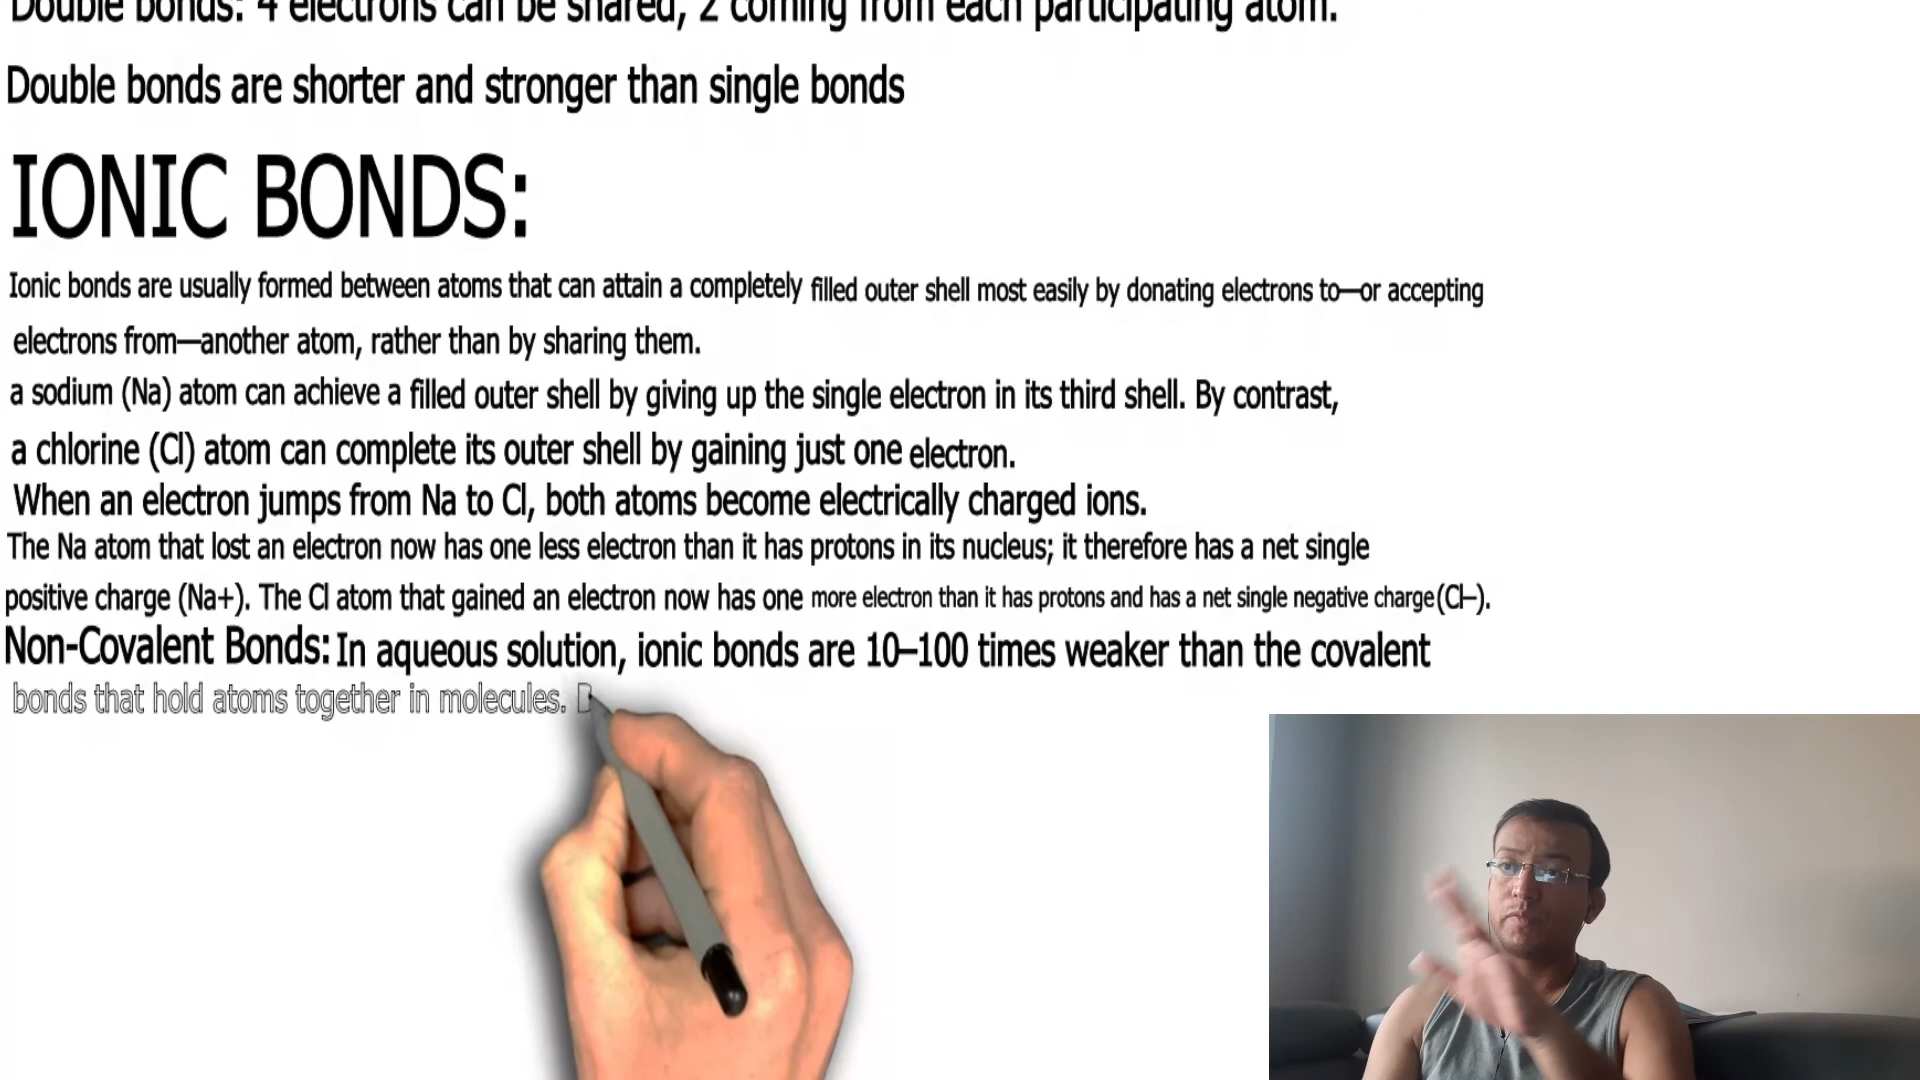 Double bonds: 4 electrons can be shared, 2 coming from each participating atom.
Double bonds are shorter and stronger than single bonds
IONIC BONDS:
Ionic bonds are usually formed between atoms that can attain a completely filled outer shell most easily by donating electrons to—or accepting
electrons from—another atom, rather than by sharing them.
a sodium (Na) atom can achieve a filled outer shell by giving up the single electron in its third shell. By contrast,
a chlorine (Cl) atom can complete its outer shell by gaining just one electron.
When an electron jumps from Na to Cl, both atoms become electrically charged ions.
The Na atom that lost an electron now has one less electron than it has protons in its nucleus; it therefore has a net single
positive charge (Na+). The Cl atom that gained an electron now has one more electron than it has protons and has a net single negative charge (Cl–).
Non-Covalent Bonds: In aqueous solution, ionic bonds are 10–100 times weaker than the covalent
bonds that hold atoms together in molecules.